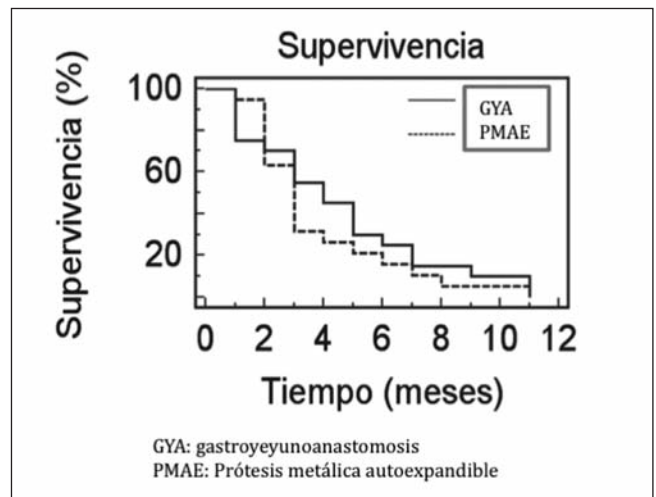 Supervivencia
Supervivencia (%)
100
60
20
GYA
PMAE
0 2 4 6 8 10 12
Tiempo (meses)
GYA: gastroyeyunoanastomosis
PMAE: Prótesis metálica autoexpandible